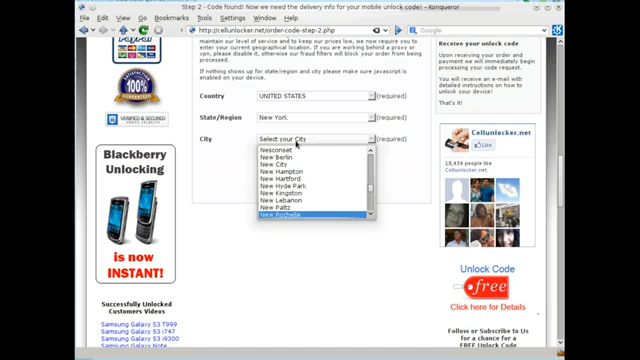 Step 2 - Code found! Now we need the delivery info for your mobile unlock code! - Konqueror
File Edit View Go Bookmarks Tools Settings Window Help
http://cellunlocker.net/order-code-step-2.php
Google
maintain our level of service and to keep our prices low, we now require you to
enter your current geographical location. If you are working behind a proxy or
vpn, please disable it, otherwise our fraud filters will block your order from being
processed.
If nothing shows up for state/region and city please make sure javascript is
enabled on your device.
Country UNITED STATES (required)
State/Region New York (required)
City Select your City (required)
Nesconset
New Berlin
New City
New Hampton
New Hartford
New Hyde Park
New Kingston
New Lebanon
New Paltz
New Rochelle
PayPal
100%
VERIFIED & SECURED
Blackberry
Unlocking
is now
INSTANT!
Successfully Unlocked
Customers Videos
Samsung Galaxy S3 T999
Samsung Galaxy S3 i747
Samsung Galaxy S3 i9300
Samsung Galaxy Note
Receive your unlock code
Upon receiving your order and
payment we will immediately begin
processing your code request.
You will receive an e-mail with
detailed instructions on how to
unlock your device!
That's it!
Cellunlocker.net
Like
18,434 people like
Cellunlocker.net
Unlock Code
free
Click here for Details
Follow or Subscribe to Us
for a chance for a FREE Unlock